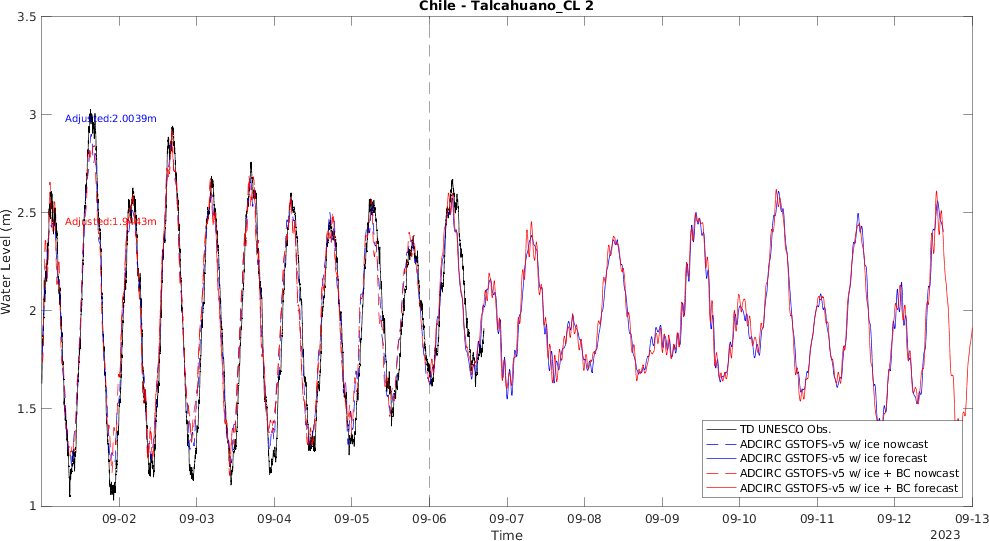 Chile - Talcahuano_CL 2
Water Level (m)
3.5
3
2.5
2
1.5
1
Adjusted:2.0039m
TD UNESCO Obs.
ADCIRC GSTOFS-v5 w/ ice nowcast
ADCIRC GSTOFS-v5 w/ ice forecast
ADCIRC GSTOFS-v5 w/ ice + BC nowcast
ADCIRC GSTOFS-v5 w/ ice + BC forecast
09-02 09-03 09-04 09-05 09-06 09-07 09-08 09-09 09-10 09-11 09-12 09-13
Time
2023